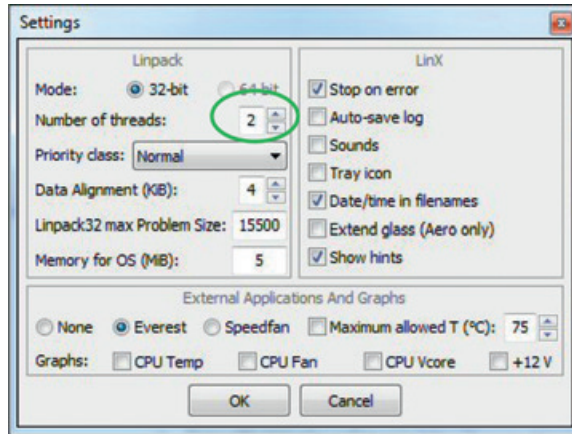 Settings
Linpack
Mode: 32-bit 64-bit
Number of threads: 2
Priority class: Normal
Data Alignment (KiB): 4
Linpack32 max Problem Size: 15500
Memory for OS (MiB): 5
LinX
Stop on error
Auto-save log
Sounds
Tray icon
Date/time in filenames
Extend glass (Aero only)
Show hints
External Applications And Graphs
None Everest Speedfan Maximum allowed T (ºC): 75
Graphs: CPU Temp CPU Fan CPU Vcore +12 V
OK Cancel